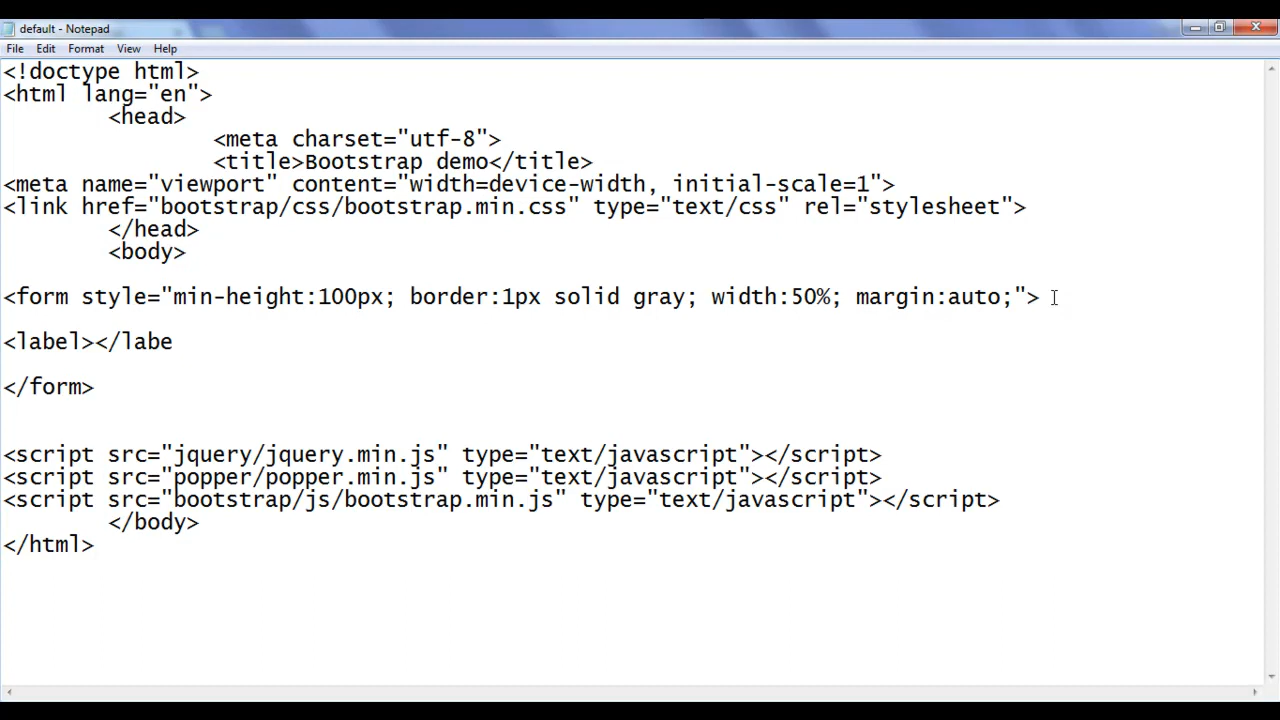 default - Notepad
File Edit Format View Help
<!doctype html>
<html lang="en">
<head>
<meta charset="utf-8">
<title>Bootstrap demo</title>
<meta name="viewport" content="width=device-width, initial-scale=1">
<link href="bootstrap/css/bootstrap.min.css" type="text/css" rel="stylesheet">
</head>
<body>
<form style="min-height:100px; border:1px solid gray; width:50%; margin:auto;">
<label></labe
</form>
<script src="jquery/jquery.min.js" type="text/javascript"></script>
<script src="popper/popper.min.js" type="text/javascript"></script>
<script src="bootstrap/js/bootstrap.min.js" type="text/javascript"></script>
</body>
</html>